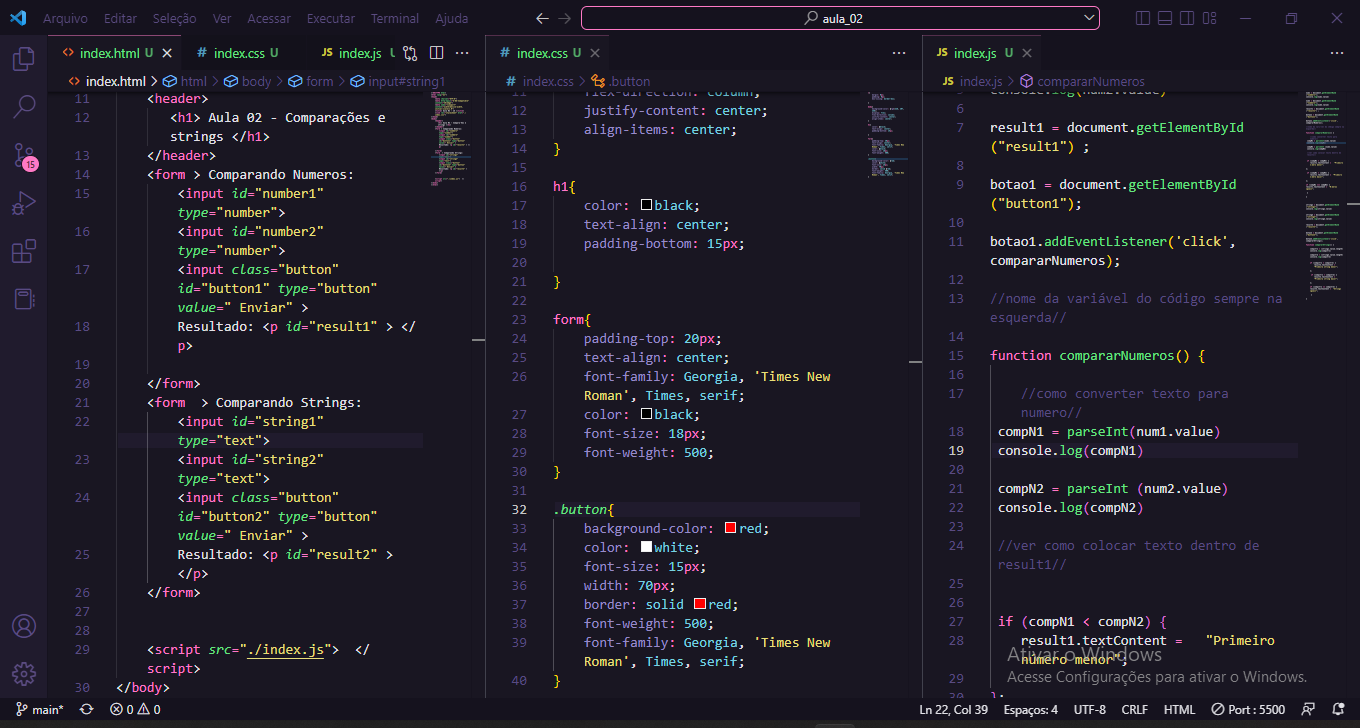 Arquivo Editar Seleção Ver Acessar Executar Terminal Ajuda aula_02
index.html U index.css U JS index.js U
index.html > html > body > form > input#string1
11 <header>
12 <h1> Aula 02 - Comparações e
strings </h1>
13 </header>
14 <form > Comparando Numeros:
15 <input id="number1"
type="number">
16 <input id="number2"
type="number">
17 <input class="button"
id="button1" type="button"
value=" Enviar" >
18 Resultado: <p id="result1" > </
p>
19
20 </form>
21 <form  > Comparando Strings:
22 <input id="string1"
type="text">
23 <input id="string2"
type="text">
24 <input class="button"
id="button2" type="button"
value=" Enviar" >
25 Resultado: <p id="result2" >
</p>
26 </form>
27
28
29 <script src="./index.js">  </
script>
30 </body>
# index.css U
# index.css > .button
11 flex-direction: column;
12 justify-content: center;
13 align-items: center;
14 }
15
16 h1{
17 color: black;
18 text-align: center;
19 padding-bottom: 15px;
20
21 }
22
23 form{
24 padding-top: 20px;
25 text-align: center;
26 font-family: Georgia, 'Times New
Roman', Times, serif;
27 color: black;
28 font-size: 18px;
29 font-weight: 500;
30 }
31
32 .button{
33 background-color: red;
34 color: white;
35 font-size: 15px;
36 width: 70px;
37 border: solid red;
38 font-weight: 500;
39 font-family: Georgia, 'Times New
Roman', Times, serif;
40 }
JS index.js U
JS index.js > compararNumeros
5 console.log(num2.value)
6
7 result1 = document.getElementById
("result1") ;
8
9 botao1 = document.getElementById
("button1");
10
11 botao1.addEventListener('click',
compararNumeros);
12
13 //nome da variável do código sempre na
esquerda//
14
15 function compararNumeros() {
16
17 //como converter texto para
numero//
18 compN1 = parseInt(num1.value)
19 console.log(compN1)
20
21 compN2 = parseInt (num2.value)
22 console.log(compN2)
23
24 //ver como colocar texto dentro de
result1//
25
26
27 if (compN1 < compN2) {
28 result1.textContent =   "Primeiro
número menor";
29
30 };
Ativar o Windows
Acesse Configurações para ativar o Windows.
15
main* 0 0 Ln 22, Col 39 Espaços: 4 UTF-8 CRLF HTML Port : 5500